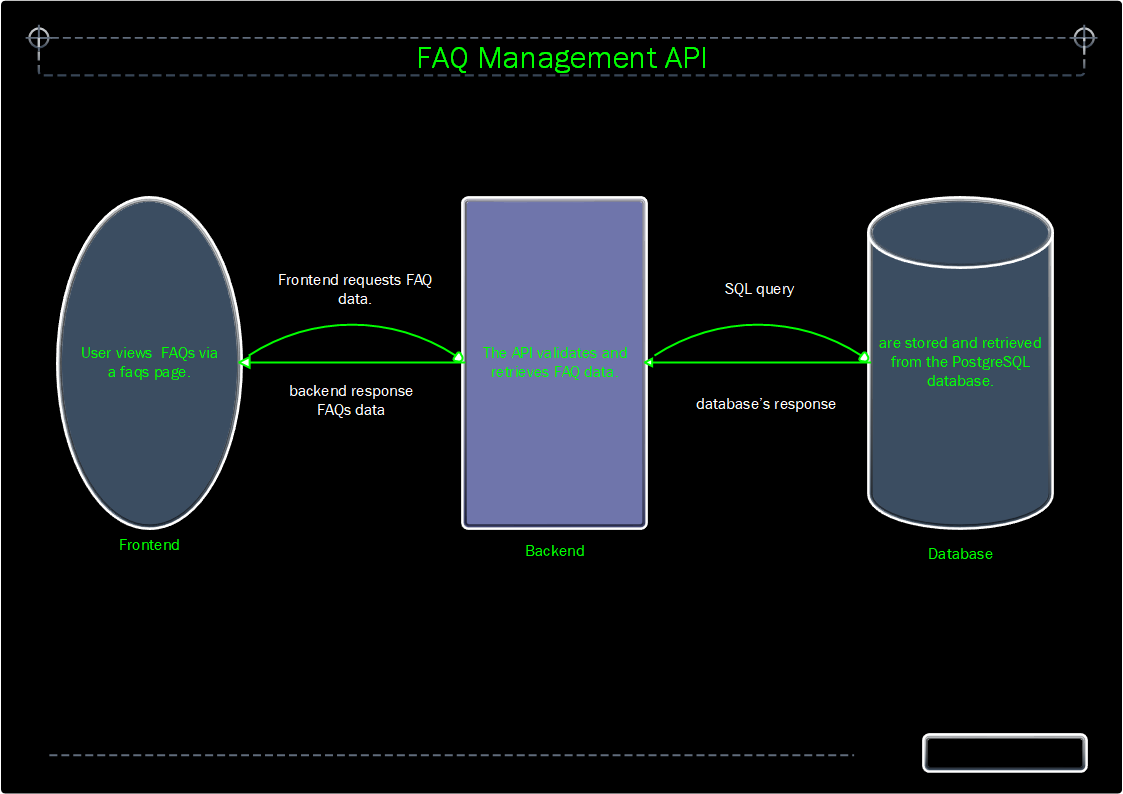 FAQ Management API
Frontend requests FAQ
data.
SQL query
User views  FAQs via
a faqs page.
The API validates and
retrieves FAQ data.
are stored and retrieved
from the PostgreSQL
database.
backend response
FAQs data
database's response
Frontend
Backend
Database